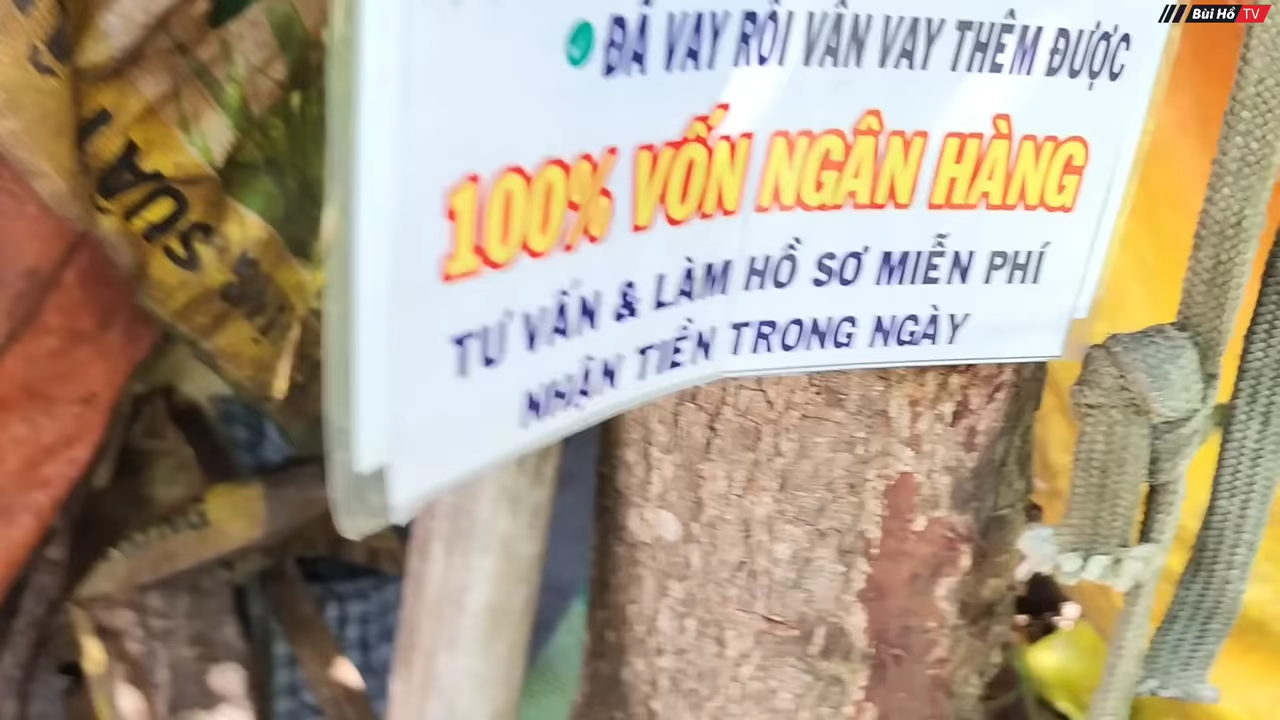 Bùi Hồ TV
ĐÃ VAY RỒI VẪN VAY THÊM ĐƯỢC
100% VỐN NGÂN HÀNG
TƯ VẤN & LÀM HỒ SƠ MIỄN PHÍ
NHẬN TIỀN TRONG NGÀY
SỬA